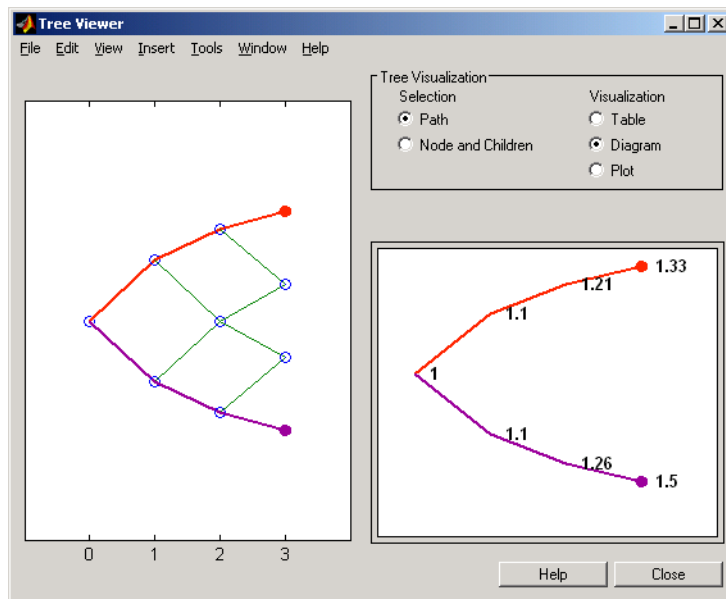 Tree Viewer
File Edit View Insert Tools Window Help
Tree Visualization
Selection Visualization
Path Table
Node and Children Diagram
Plot
1.33
1.21
1.1
1
1.1
1.26
1.5
0 1 2 3
Help Close